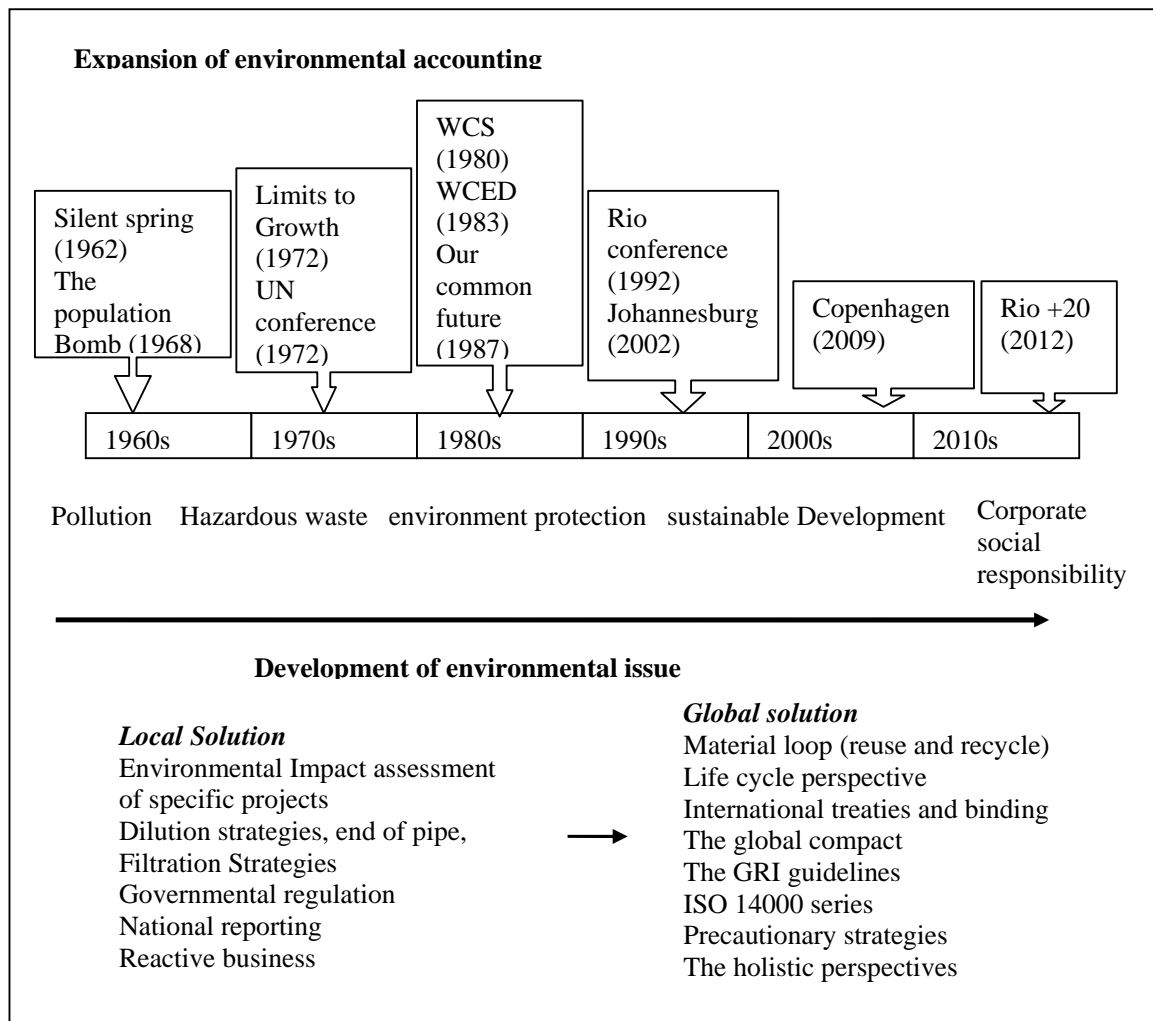 Expansion of environmental accounting
Silent spring
(1962)
The
population
Bomb (1968)
Limits to
Growth
(1972)
UN
conference
(1972)
WCS
(1980)
WCED
(1983)
Our
common
future
(1987)
Rio
conference
(1992)
Johannesburg
(2002)
Copenhagen
(2009)
Rio +20
(2012)
1960s
1970s
1980s
1990s
2000s
2010s
Pollution
Hazardous waste
environment protection
sustainable Development
Corporate
social
responsibility
Development of environmental issue
Local Solution
Environmental Impact assessment
of specific projects
Dilution strategies, end of pipe,
Filtration Strategies
Governmental regulation
National reporting
Reactive business
Global solution
Material loop (reuse and recycle)
Life cycle perspective
International treaties and binding
The global compact
The GRI guidelines
ISO 14000 series
Precautionary strategies
The holistic perspectives